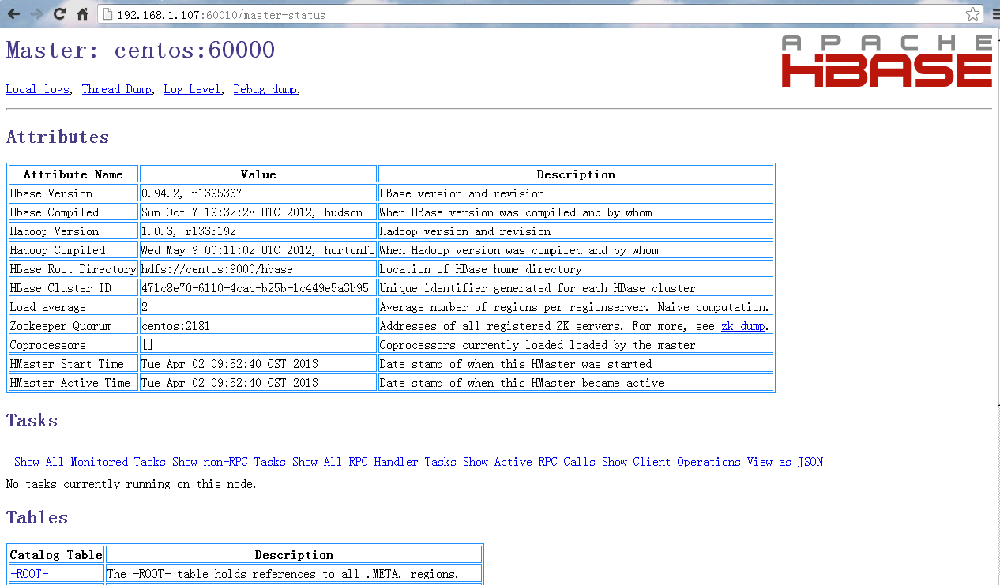 192.168.1.107:60010/master-status
Master: centos:60000
APACHE
HBASE
Local logs, Thread Dump, Log Level, Debug dump,
Attributes
Attribute Name Value Description
HBase Version 0.94.2, r1395367 HBase version and revision
HBase Compiled Sun Oct 7 19:32:28 UTC 2012, hudson When HBase version was compiled and by whom
Hadoop Version 1.0.3, r1335192 Hadoop version and revision
Hadoop Compiled Wed May 9 00:11:02 UTC 2012, hortonfo When Hadoop version was compiled and by whom
HBase Root Directory hdfs://centos:9000/hbase Location of HBase home directory
HBase Cluster ID 471c8e70-6110-4cac-b25b-1c449e5a3b95 Unique identifier generated for each HBase cluster
Load average 2 Average number of regions per regionserver. Naive computation.
Zookeeper Quorum centos:2181 Addresses of all registered ZK servers. For more, see zk dump.
Coprocessors [] Coprocessors currently loaded loaded by the master
HMaster Start Time Tue Apr 02 09:52:40 CST 2013 Date stamp of when this HMaster was started
HMaster Active Time Tue Apr 02 09:52:40 CST 2013 Date stamp of when this HMaster became active
Tasks
Show All Monitored Tasks Show non-RPC Tasks Show All RPC Handler Tasks Show Active RPC Calls Show Client Operations View as JSON
No tasks currently running on this node.
Tables
Catalog Table Description
-ROOT- The -ROOT- table holds references to all .META. regions.